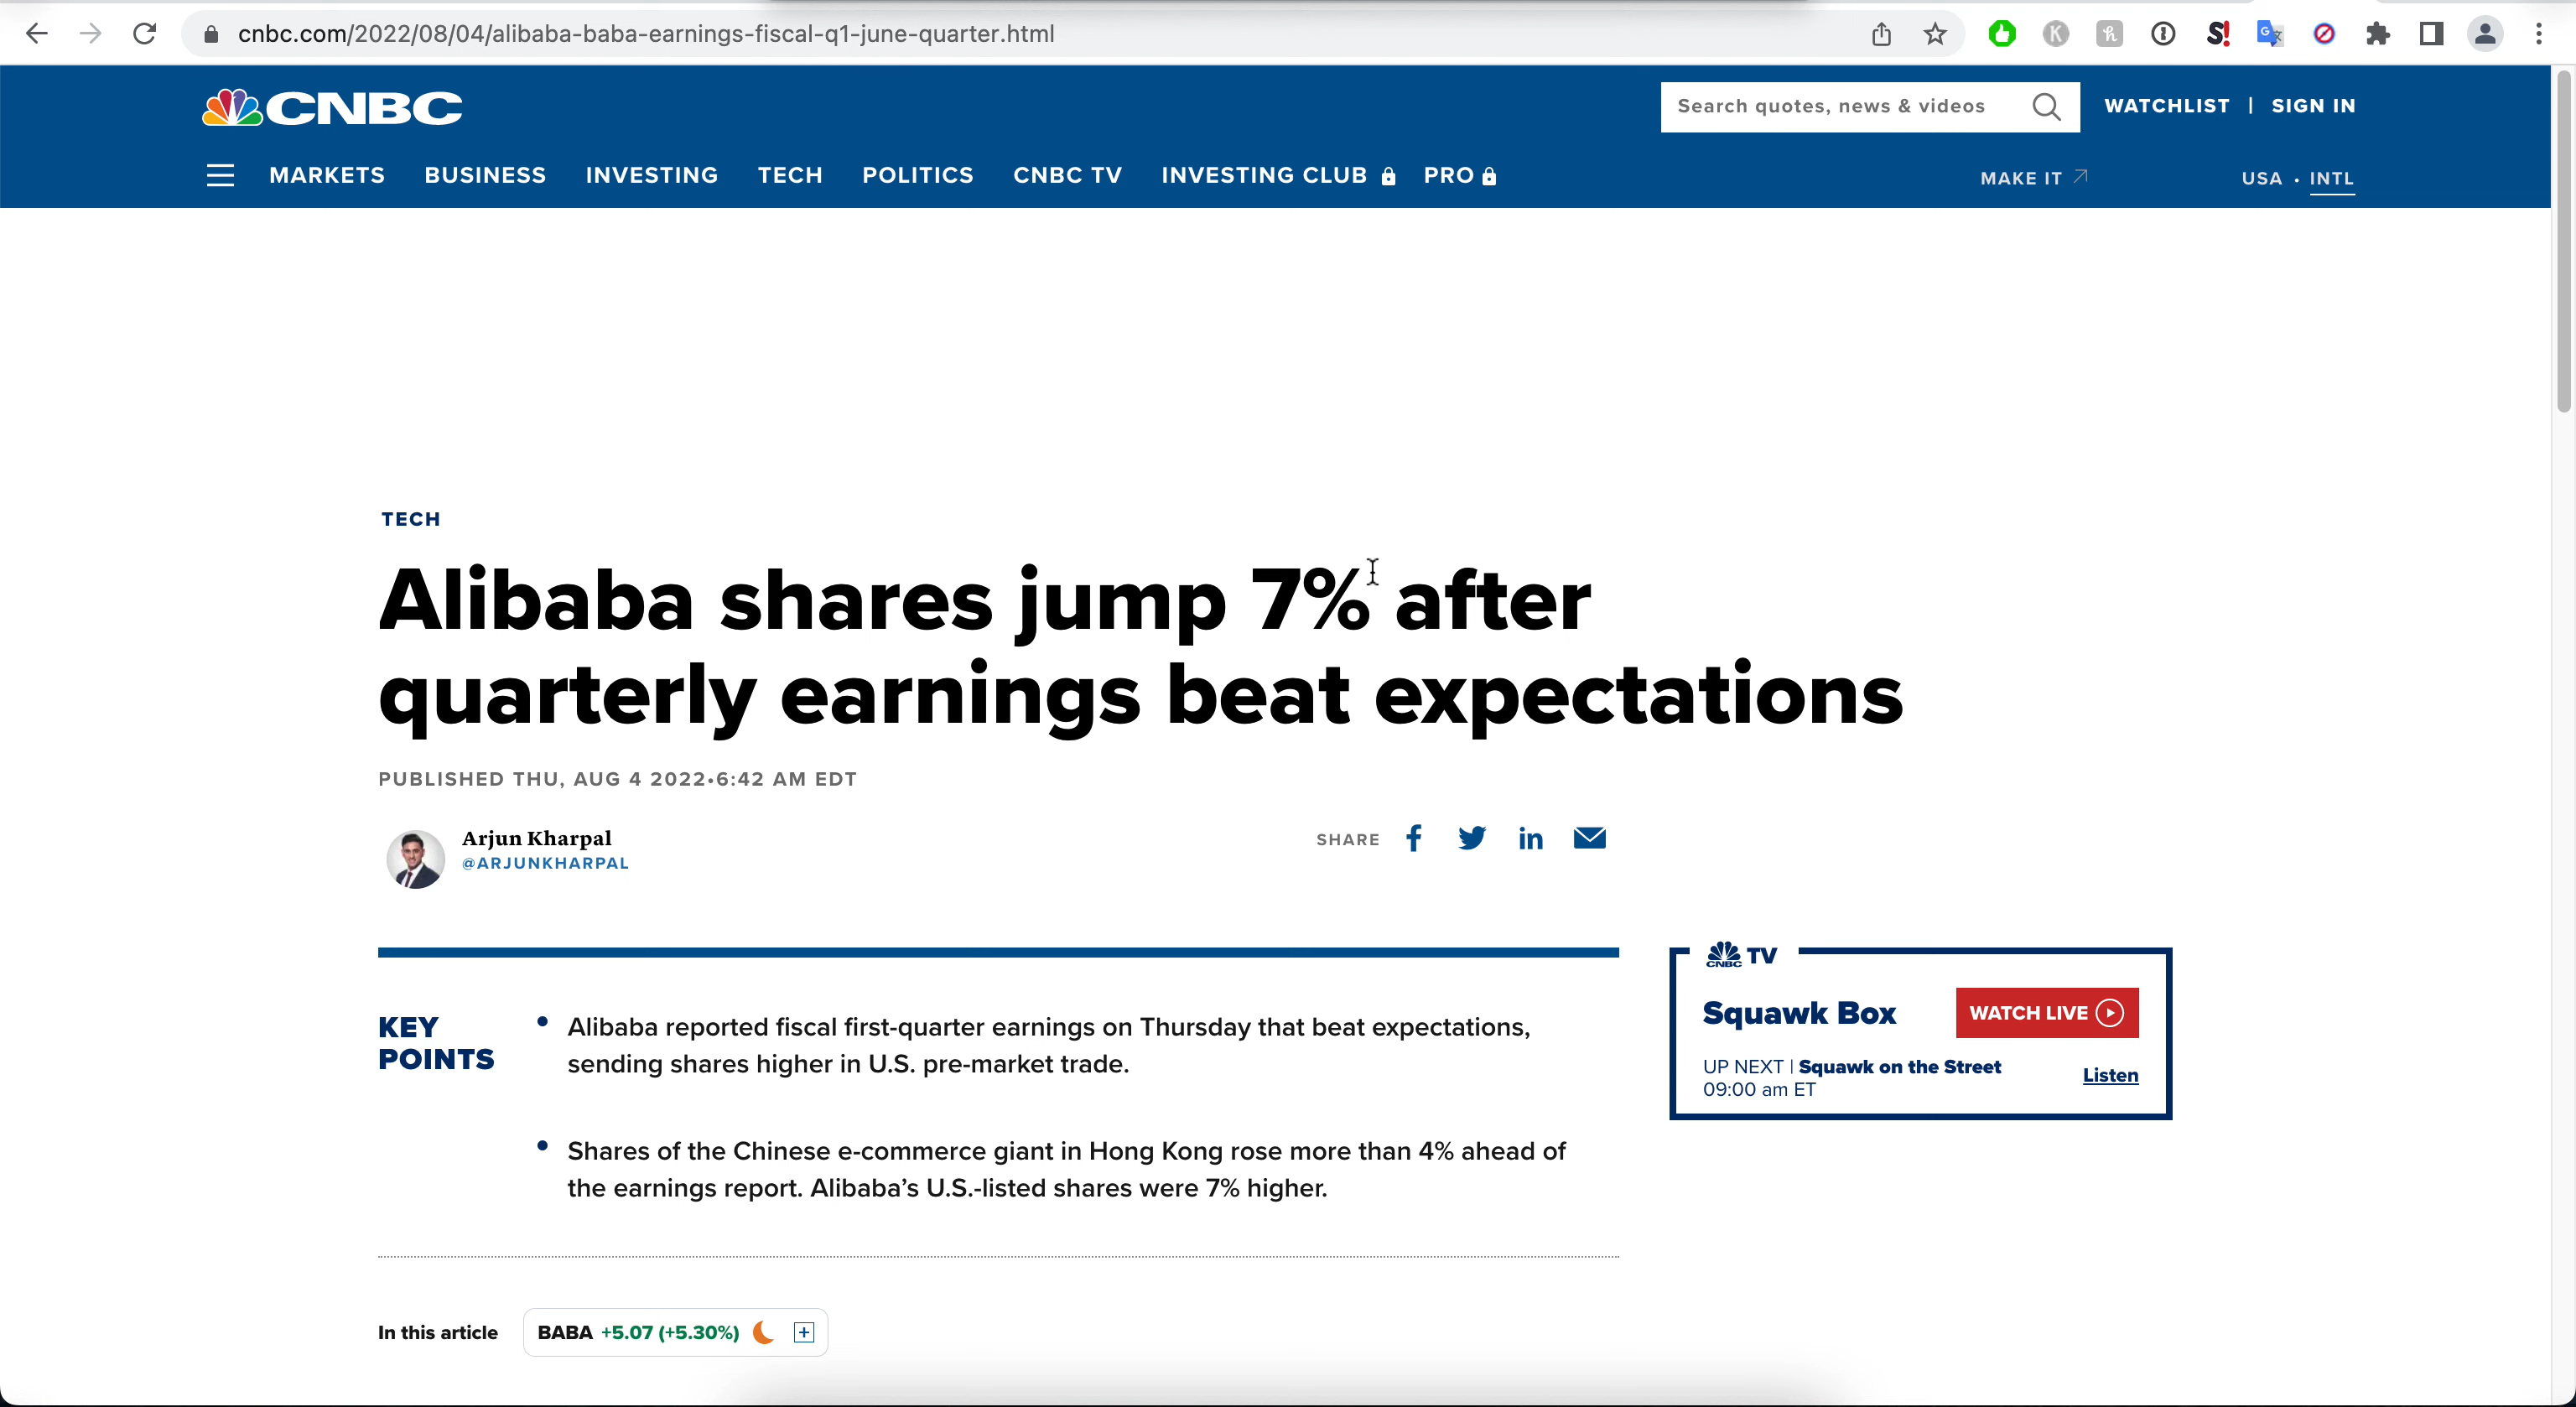 cnbc.com/2022/08/04/alibaba-baba-earnings-fiscal-q1-june-quarter.html
CNBC
Search quotes, news & videos
WATCHLIST | SIGN IN
MARKETS BUSINESS INVESTING TECH POLITICS CNBC TV INVESTING CLUB PRO
MAKE IT
USA • INTL
TECH
Alibaba shares jump 7% after
quarterly earnings beat expectations
PUBLISHED THU, AUG 4 2022•6:42 AM EDT
Arjun Kharpal
@ARJUNKHARPAL
SHARE
KEY
POINTS
• Alibaba reported fiscal first-quarter earnings on Thursday that beat expectations,
sending shares higher in U.S. pre-market trade.
• Shares of the Chinese e-commerce giant in Hong Kong rose more than 4% ahead of
the earnings report. Alibaba’s U.S.-listed shares were 7% higher.
CNBC TV
Squawk Box
WATCH LIVE
UP NEXT | Squawk on the Street
09:00 am ET
Listen
In this article
BABA +5.07 (+5.30%)